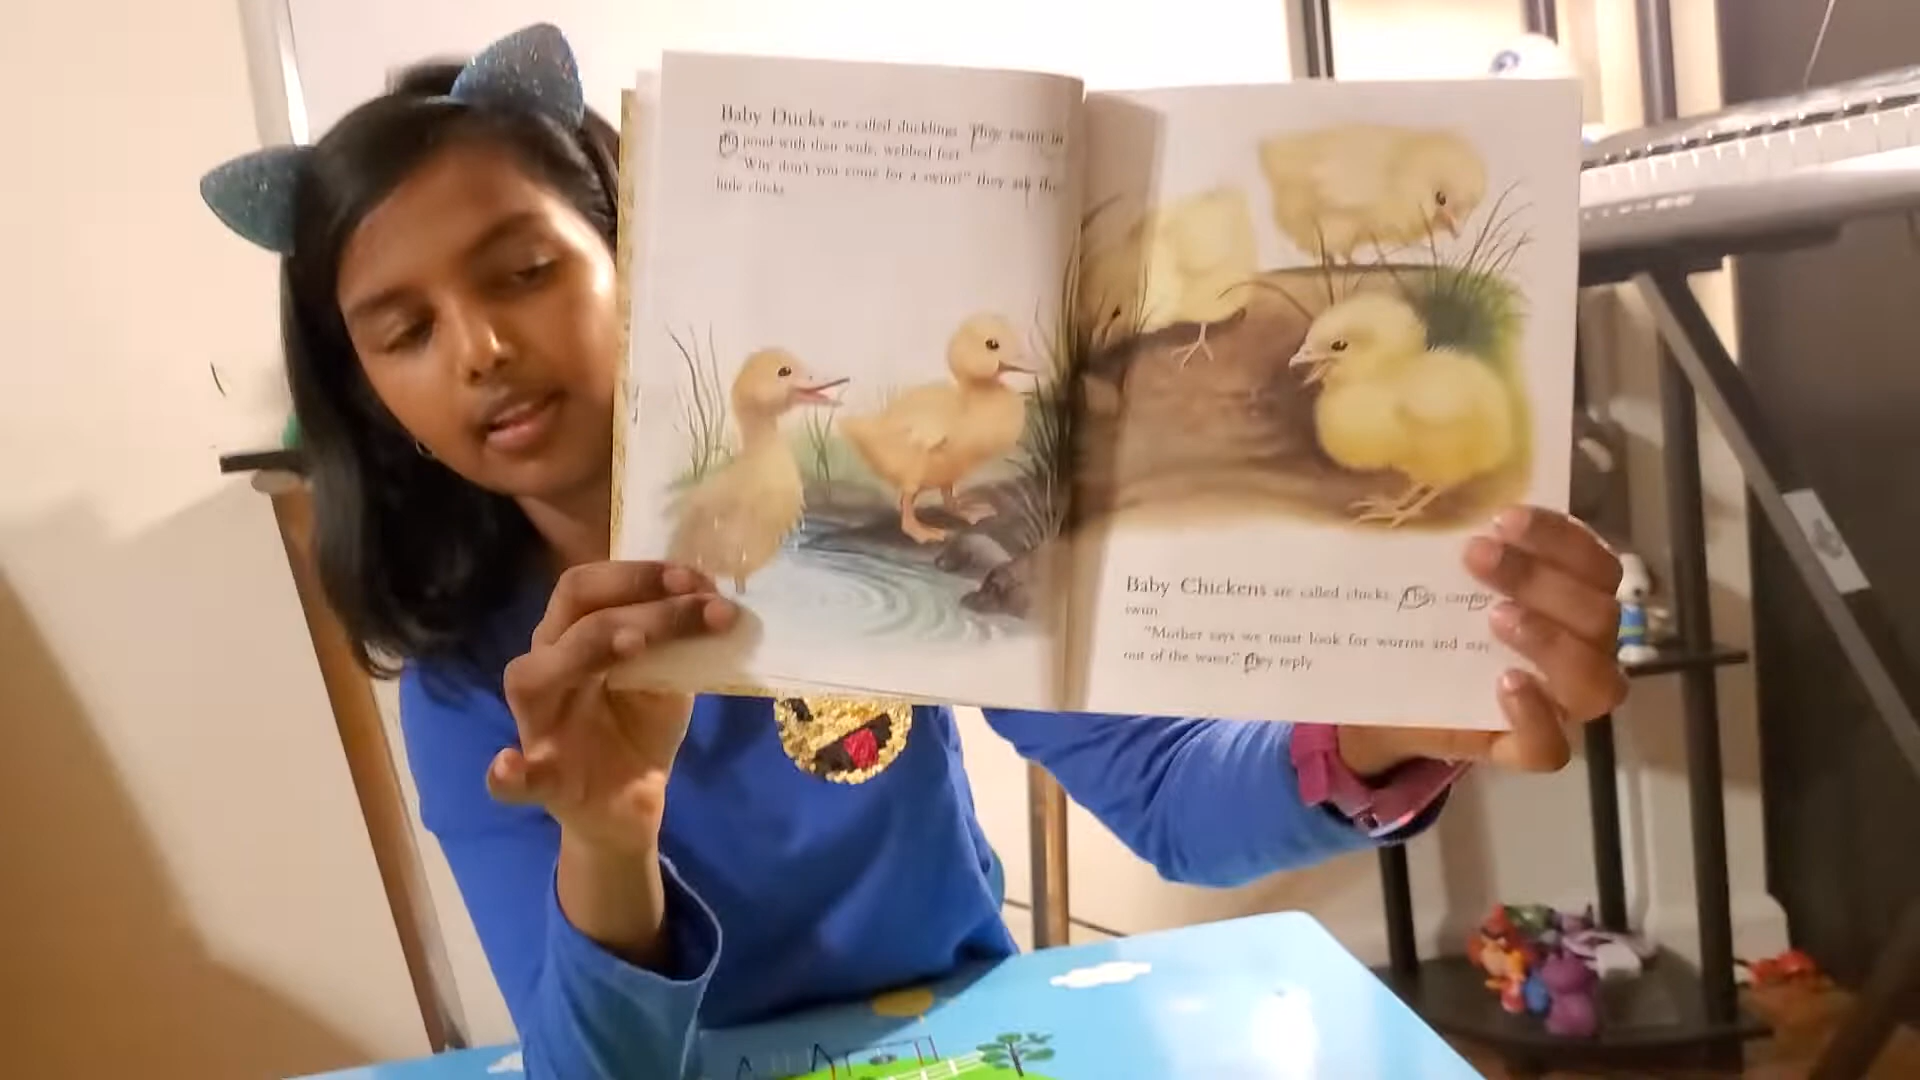 Baby Ducks are called ducklings. They swim in
the pond with their wide, webbed feet.
"Why don't you come for a swim?" they ask the
little chicks.
Baby Chickens are called chicks. They cannot
swim.
"Mother says we must look for worms and stay
out of the water," they reply.